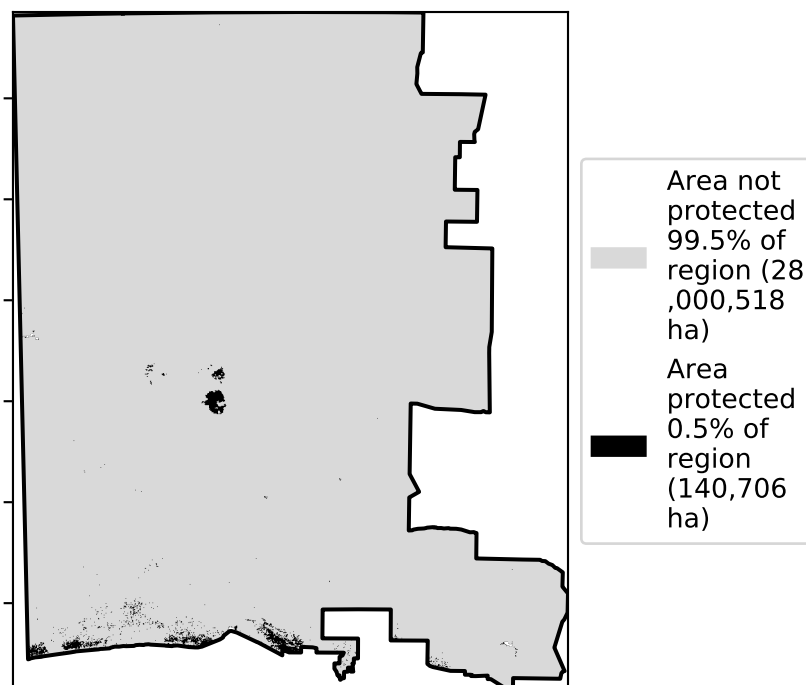 Area not
protected
99.5% of
region (28
,000,518
ha)
Area
protected
0.5% of
region
(140,706
ha)